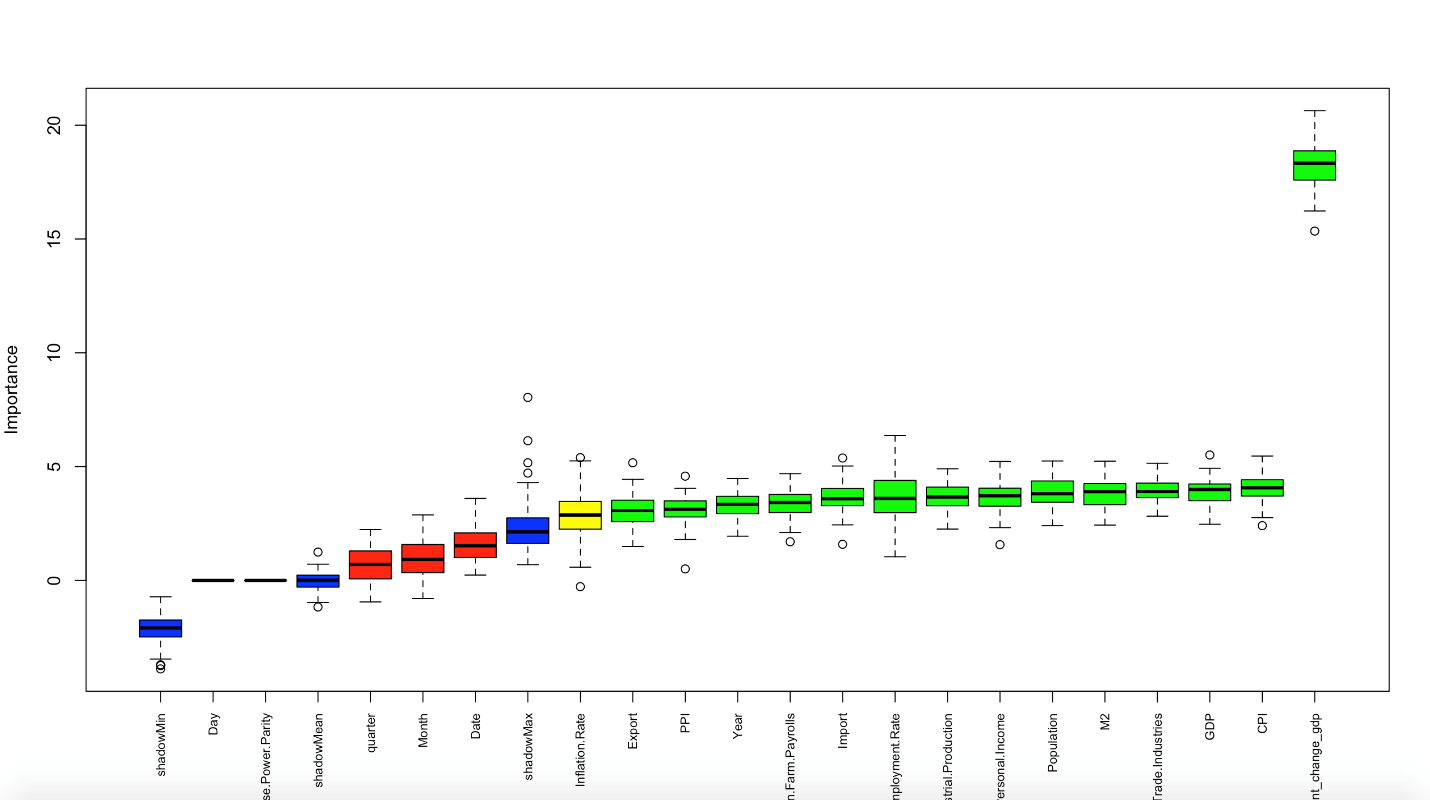 Importance
20
15
10
5
0
shadowMin
Day
se.Power.Parity
shadowMean
quarter
Month
Date
shadowMax
Inflation.Rate
Export
PPI
Year
n.Farm.Payrolls
Import
nployment.Rate
strial.Production
ersonal.Income
Population
M2
Trade.Industries
GDP
CPI
nt_change_gdp